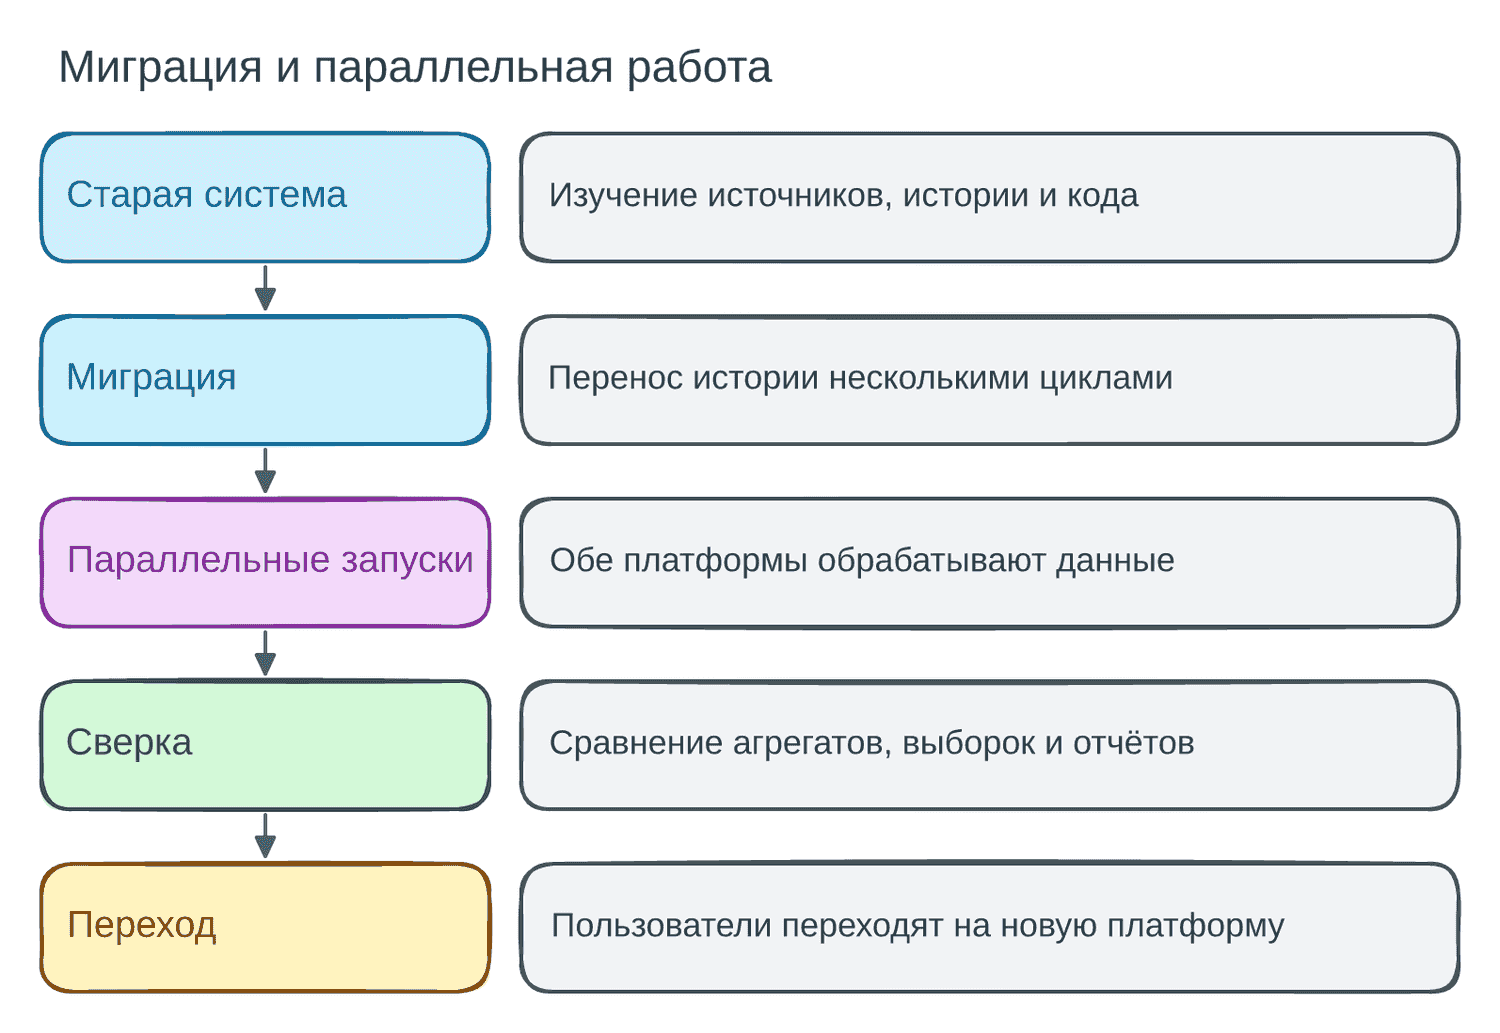 Миграция и параллельная работа
Старая система
Изучение источников, истории и кода
Миграция
Перенос истории несколькими циклами
Параллельные запуски
Обе платформы обрабатывают данные
Сверка
Сравнение агрегатов, выборок и отчётов
Переход
Пользователи переходят на новую платформу